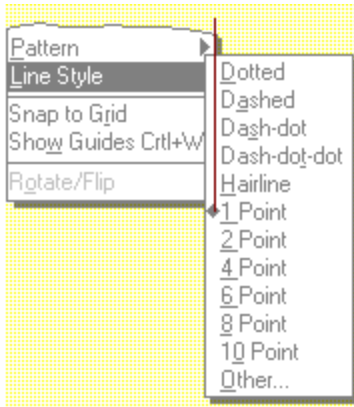 Pattern
Line Style
Snap to Grid
Show Guides Crtl+W
Rotate/Flip
Dotted
Dashed
Dash-dot
Dash-dot-dot
Hairline
1 Point
2 Point
4 Point
6 Point
8 Point
10 Point
Other...